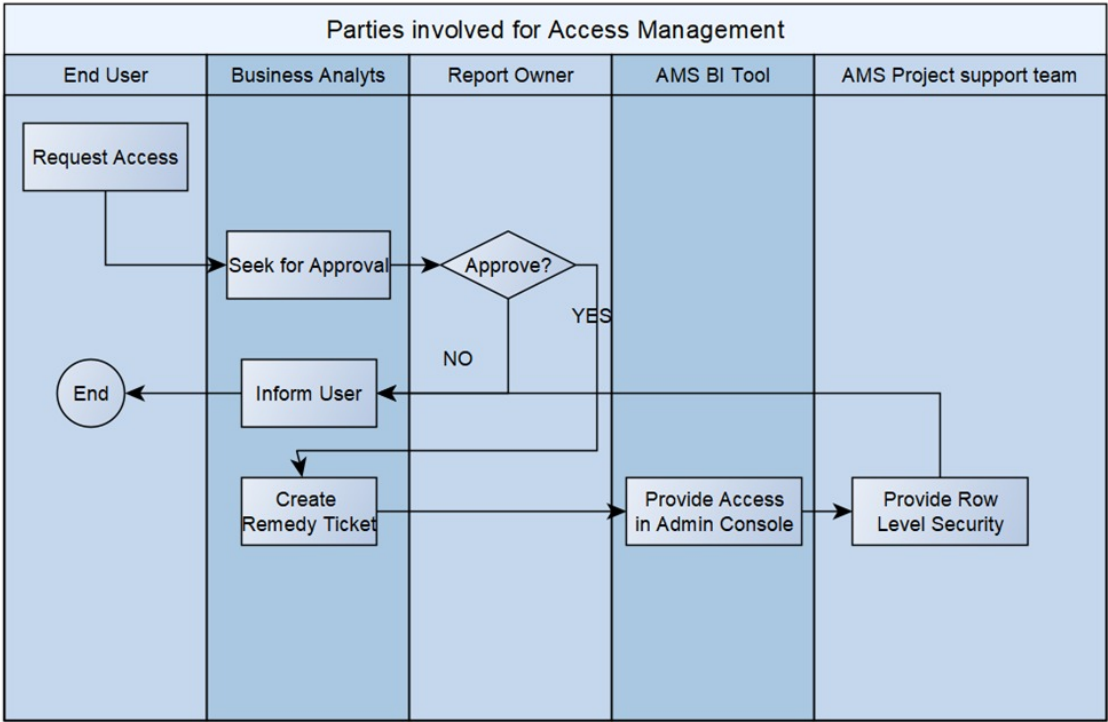 Parties involved for Access Management
End User
Business Analyts
Report Owner
AMS BI Tool
AMS Project support team
Request Access
Seek for Approval
Approve?
YES
NO
End
Inform User
Create
Remedy Ticket
Provide Access
in Admin Console
Provide Row
Level Security